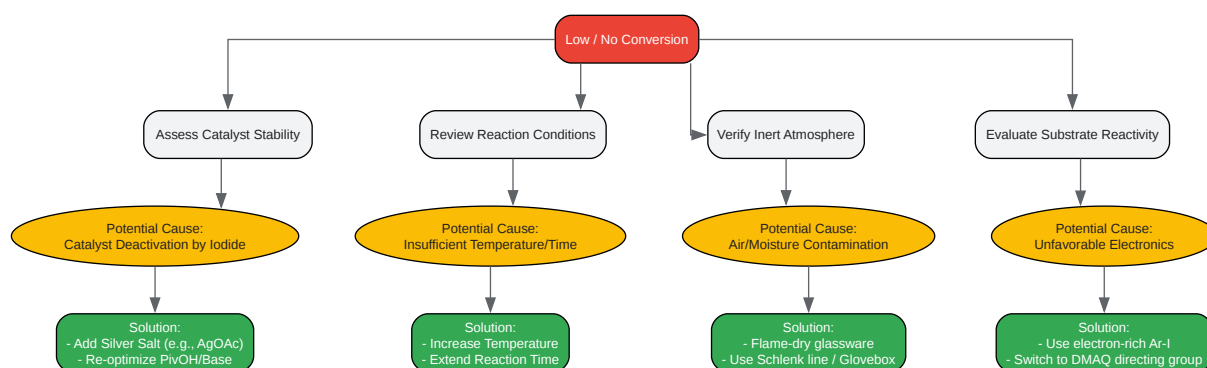 Low / No Conversion
Assess Catalyst Stability
Review Reaction Conditions
Verify Inert Atmosphere
Evaluate Substrate Reactivity
Potential Cause:
Catalyst Deactivation by Iodide
Potential Cause:
Insufficient Temperature/Time
Potential Cause:
Air/Moisture Contamination
Potential Cause:
Unfavorable Electronics
Solution:
- Add Silver Salt (e.g., AgOAc)
- Re-optimize PivOH/Base
Solution:
- Increase Temperature
- Extend Reaction Time
Solution:
- Flame-dry glassware
- Use Schlenk line / Glovebox
Solution:
- Use electron-rich Ar-I
- Switch to DMAQ directing group